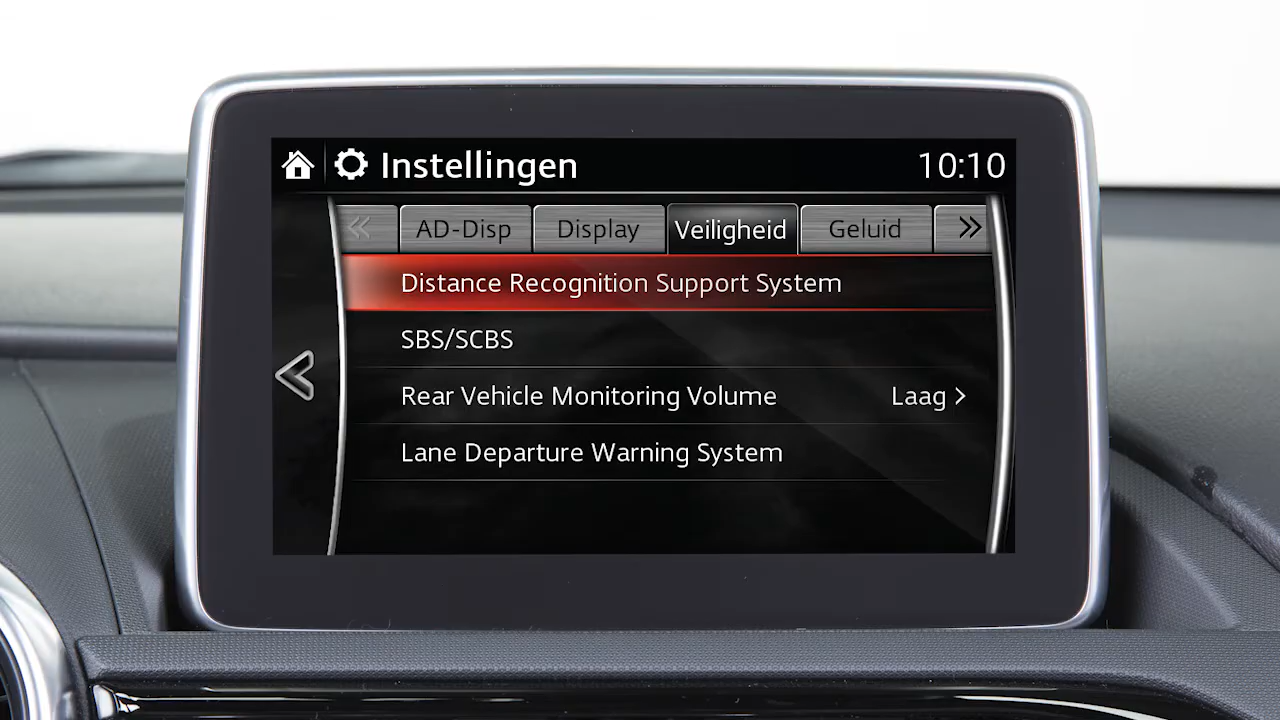 Instellingen 10:10
AD-Disp Display Veiligheid Geluid
Distance Recognition Support System
SBS/SCBS
Rear Vehicle Monitoring Volume Laag
Lane Departure Warning System